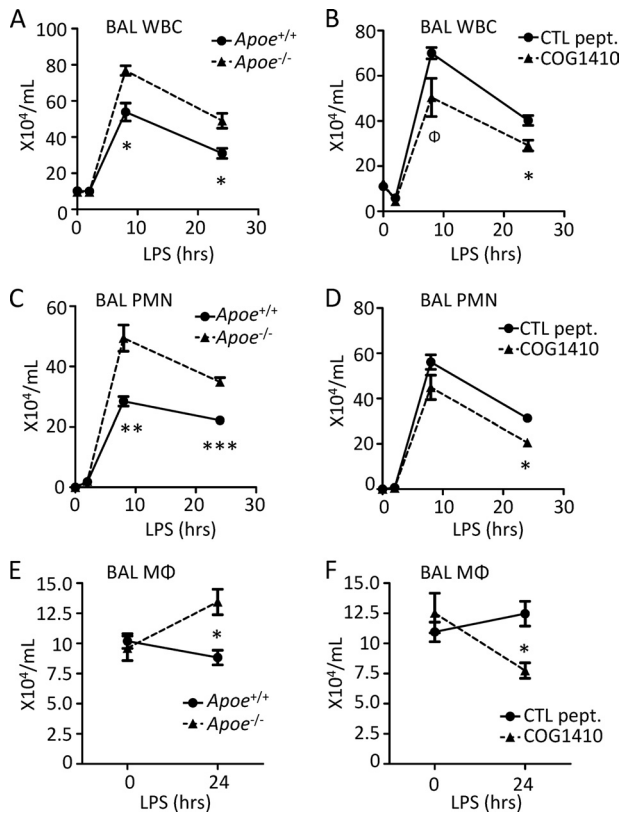 A
BAL WBC
Apoe+/+
Apoe-/-
X10⁴/mL
100
80
60
40
20
0
*
*
0 10 20 30
LPS (hrs)
B
BAL WBC
CTL pept.
COG1410
X10⁴/mL
80
60
40
20
0
Φ
*
0 10 20 30
LPS (hrs)
C
BAL PMN
Apoe+/+
Apoe-/-
X10⁴/mL
60
40
20
0
**
***
0 10 20 30
LPS (hrs)
D
BAL PMN
CTL pept.
COG1410
X10⁴/mL
80
60
40
20
0
*
0 10 20 30
LPS (hrs)
E
BAL MΦ
X10⁴/mL
15.0
12.5
10
7.5
5.0
2.5
0
*
Apoe+/+
Apoe-/-
0 24
LPS (hrs)
F
BAL MΦ
X10⁴/mL
15.0
12.5
10
7.5
5.0
2.5
0
*
CTL pept.
COG1410
0 24
LPS (hrs)